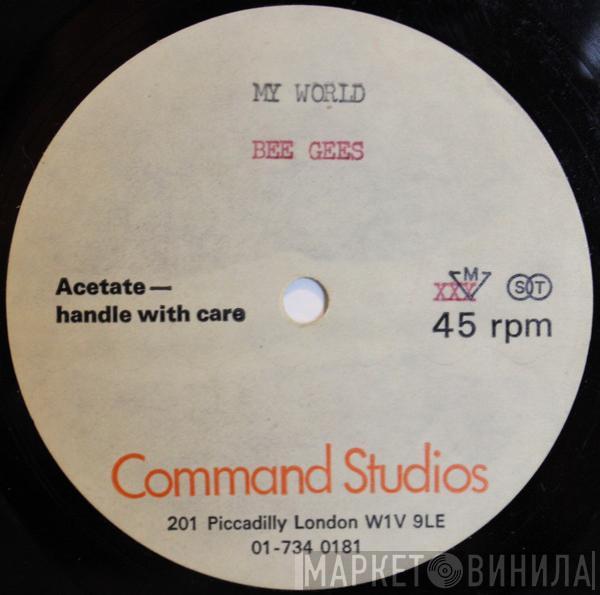 MY WORLD
BEE GEES
Acetate—
handle with care
XXX M ST
45 rpm
Command Studios
201 Piccadilly London W1V 9LE
01-734 0181
МАРКЕТ ВИНИЛА